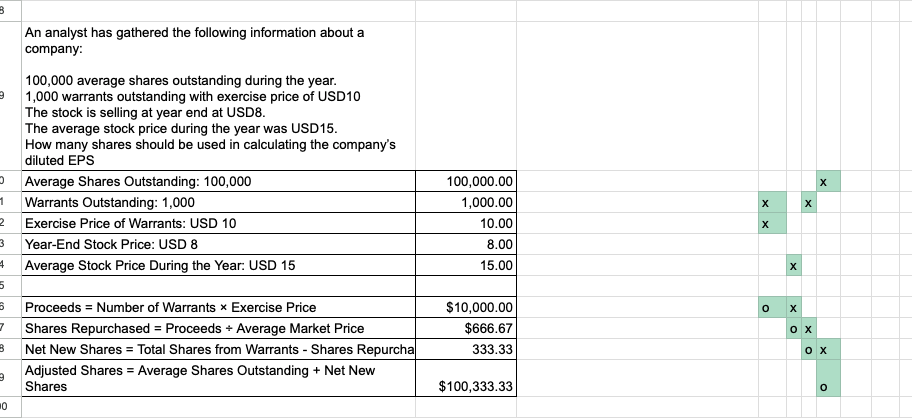 8
An analyst has gathered the following information about a
company:
100,000 average shares outstanding during the year.
9
1,000 warrants outstanding with exercise price of USD10
The stock is selling at year end at USD8.
The average stock price during the year was USD15.
How many shares should be used in calculating the company's
diluted EPS
0 Average Shares Outstanding: 100,000 100,000.00 x
1 Warrants Outstanding: 1,000 1,000.00 x x
2 Exercise Price of Warrants: USD 10 10.00 x
3 Year-End Stock Price: USD 8 8.00
4 Average Stock Price During the Year: USD 15 15.00 x
5
6 Proceeds = Number of Warrants × Exercise Price $10,000.00 o x
7 Shares Repurchased = Proceeds ÷ Average Market Price $666.67 o x
8 Net New Shares = Total Shares from Warrants - Shares Repurcha 333.33 o x
Adjusted Shares = Average Shares Outstanding + Net New
9 Shares $100,333.33 o
00